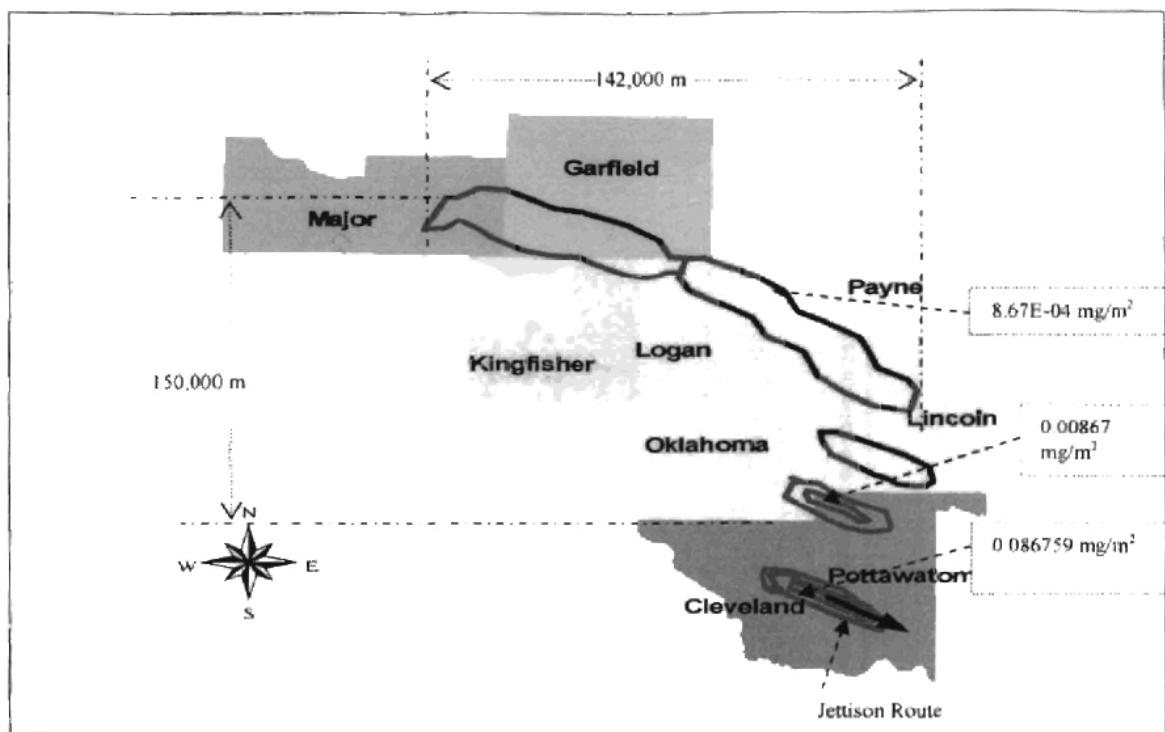 142,000 m
Garfield
Major
Payne
8.67E-04 mg/m²
Logan
Kingfisher
150,000 m
Lincoln
0 00867
mg/m²
Oklahoma
N
W E
S
0 086759 mg/m²
Pottawatom
Cleveland
Jettison Route